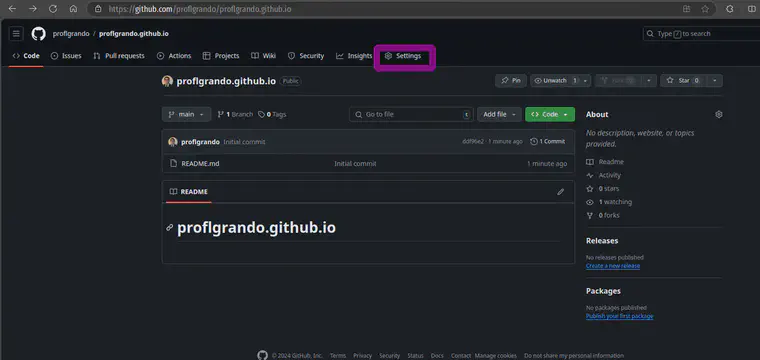 https://github.com/proflgrando/proflgrando.github.io
proflgrando / proflgrando.github.io
Type / to search
Code Issues Pull requests Actions Projects Wiki Security Insights Settings
proflgrando.github.io Public
Pin Unwatch 1 Star 0
main 1 Branch 0 Tags Go to file t Add file Code
About
No description, website, or topics
provided.
proflgrando Initial commit ddf96e2 · 1 minute ago 1 Commit
README.md Initial commit 1 minute ago
Readme
Activity
0 stars
1 watching
0 forks
README
proflgrando.github.io
Releases
No releases published
Create a new release
Packages
No packages published
Publish your first package
© 2024 GitHub, Inc. Terms Privacy Security Status Docs Contact Manage cookies Do not share my personal information